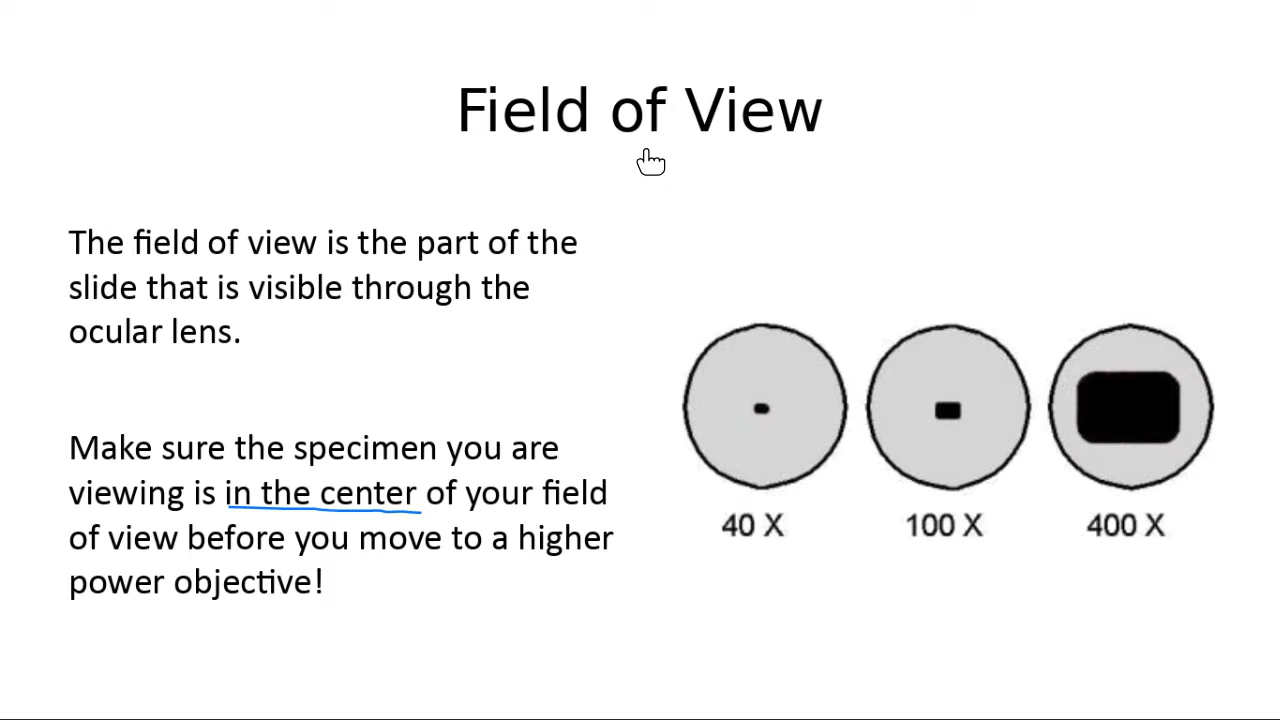 Field of View
The field of view is the part of the
slide that is visible through the
ocular lens.
Make sure the specimen you are
viewing is in the center of your field
of view before you move to a higher
power objective!
40 X
100 X
400 X